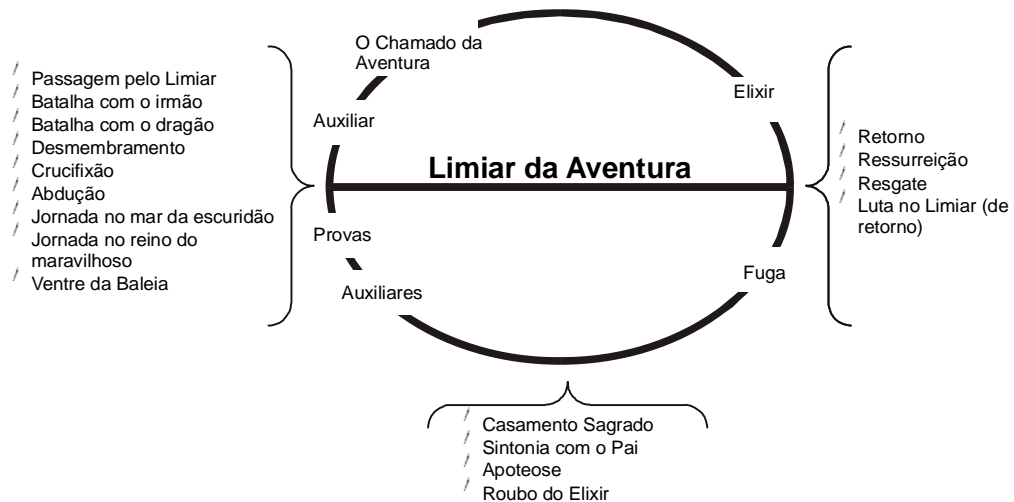 O Chamado da
Aventura
Passagem pelo Limiar
Batalha com o irmão
Batalha com o dragão
Desmembramento
Crucifixão
Abdução
Jornada no mar da escuridão
Jornada no reino do
maravilhoso
Ventre da Baleia
Auxiliar
Elixir
Limiar da Aventura
Retorno
Ressurreição
Resgate
Luta no Limiar (de
retorno)
Provas
Auxiliares
Fuga
Casamento Sagrado
Sintonia com o Pai
Apoteose
Roubo do Elixir